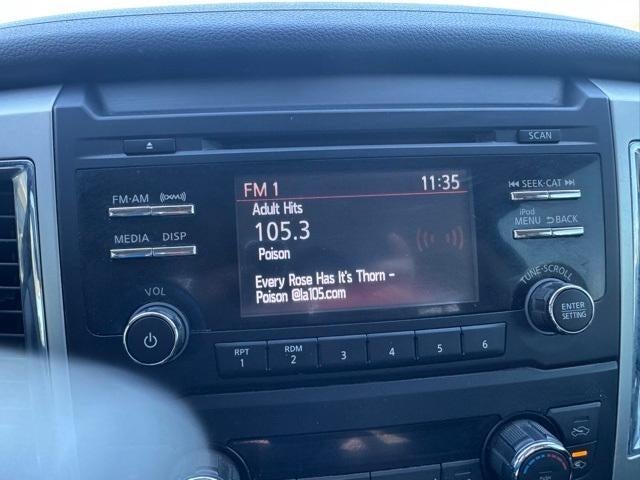 SCAN
FM·AM (XM)
SEEK·CAT
FM 1 11:35
iPod
MENU BACK
Adult Hits
MEDIA DISP
105.3
Poison
Every Rose Has It's Thorn -
Poison @la105.com
VOL
TUNE·SCROLL
ENTER
SETTING
RPT
1
RDM
2
3
4
5
6